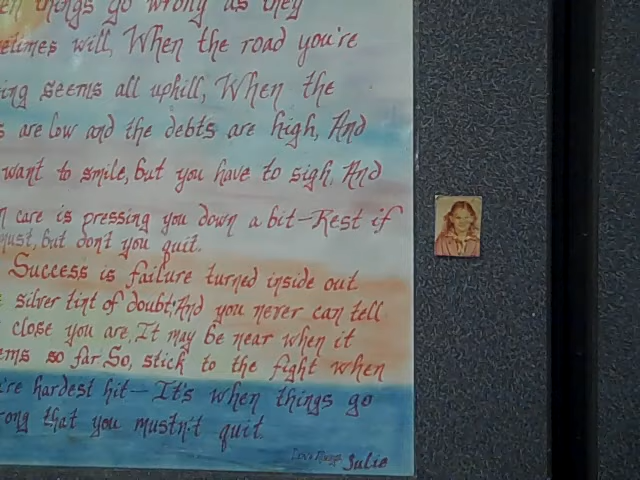 en things go wrong as they
etimes will, When the road you're
ing seems all uphill, When the
s are low and the debts are high, And
want to smile, but you have to sigh, And
n care is pressing you down a bit—Rest if
must, but don't you quit.
Success is failure turned inside out
silver tint of doubt; And you never can tell
close you are, It may be near when it
ems so far. So, stick to the fight when
're hardest hit—It's when things go
rong that you mustn't quit.
Julie